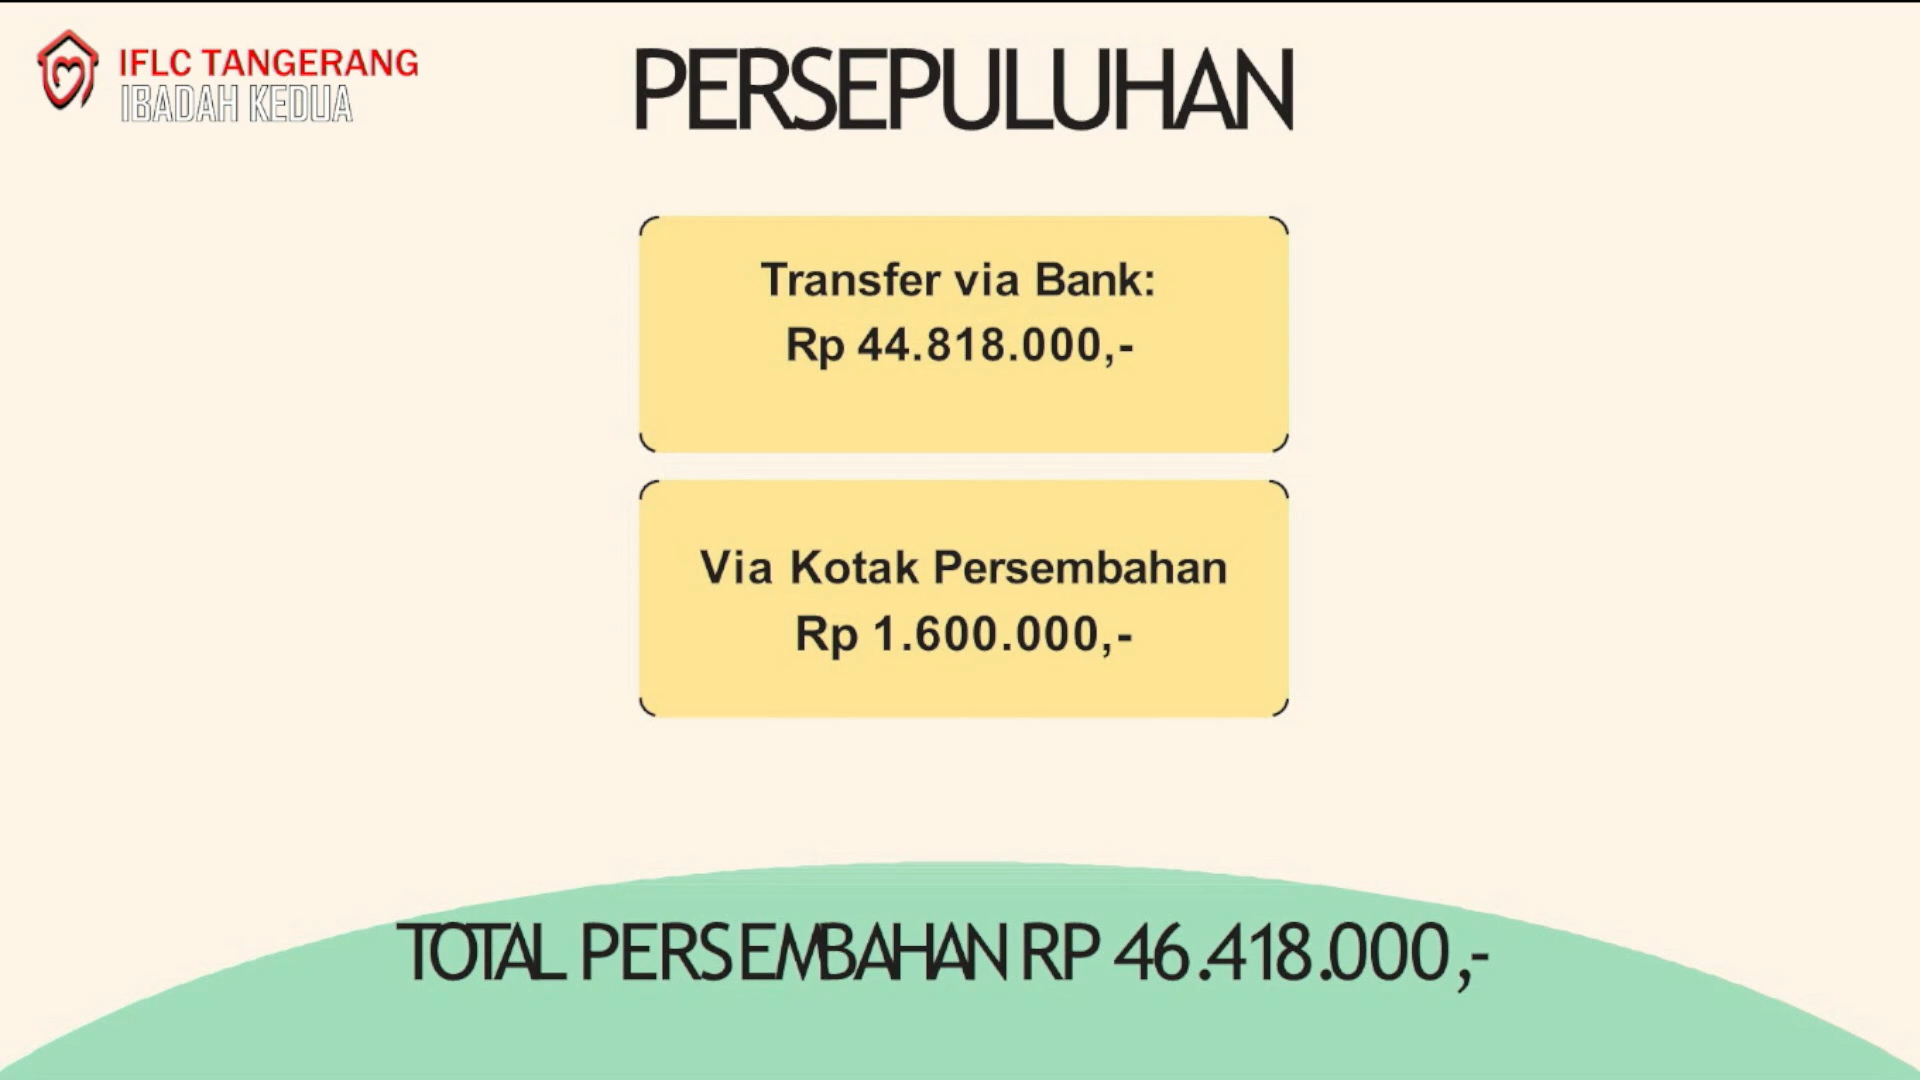 IFLC TANGERANG
IBADAH KEDUA
PERSEPULUHAN
Transfer via Bank:
Rp 44.818.000,-
Via Kotak Persembahan
Rp 1.600.000,-
TOTAL PERSEMBAHAN RP 46.418.000,-